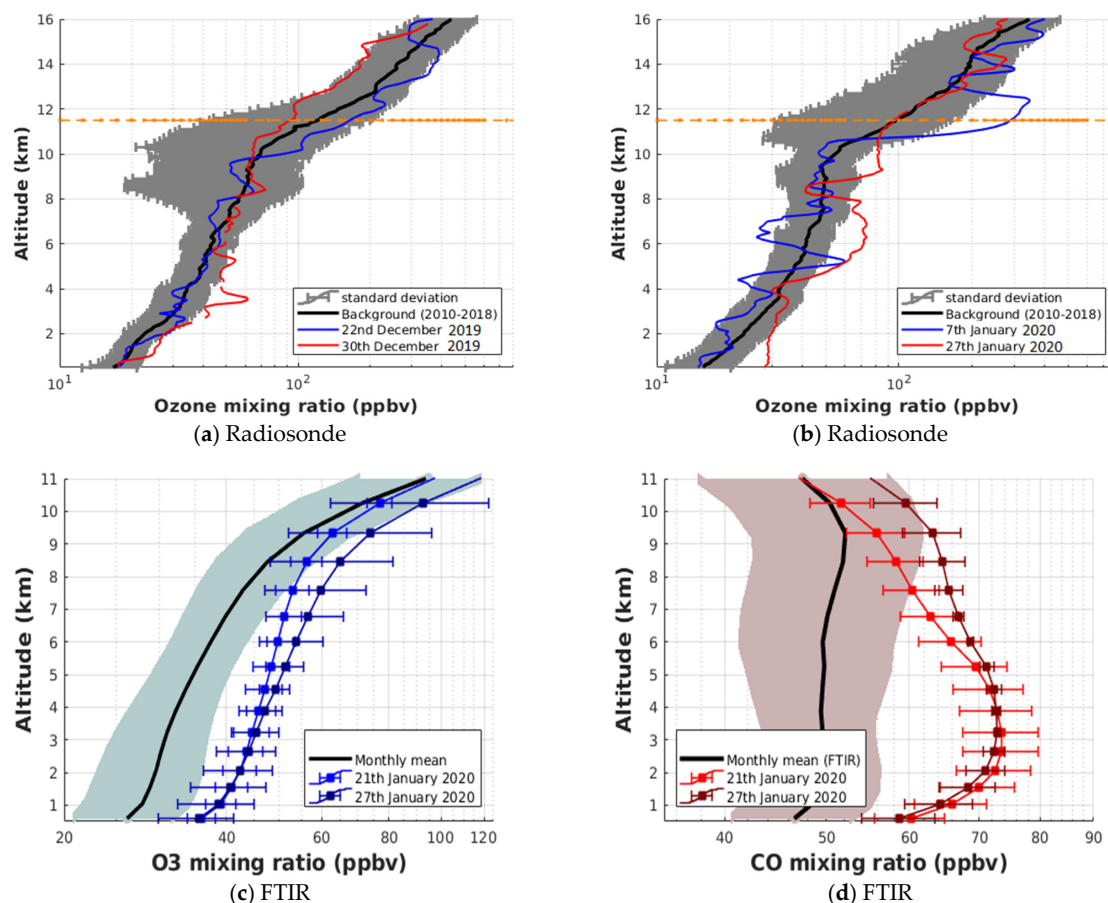 16
14
12
10
8
6
4
2
Altitude (km)
standard deviation
Background (2010-2018)
22nd December 2019
30th December 2019
10^1
10^2
Ozone mixing ratio (ppbv)
(a) Radiosonde
16
14
12
10
8
6
4
2
Altitude (km)
standard deviation
Background (2010-2018)
7th January 2020
27th January 2020
10^1
10^2
Ozone mixing ratio (ppbv)
(b) Radiosonde
11
10
9
8
7
6
5
4
3
2
1
Altitude (km)
Monthly mean
21th January 2020
27th January 2020
20 40 60 80 100 120
O3 mixing ratio (ppbv)
(c) FTIR
11
10
9
8
7
6
5
4
3
2
1
Altitude (km)
Monthly mean (FTIR)
21th January 2020
27th January 2020
40 50 60 70 80 90
CO mixing ratio (ppbv)
(d) FTIR